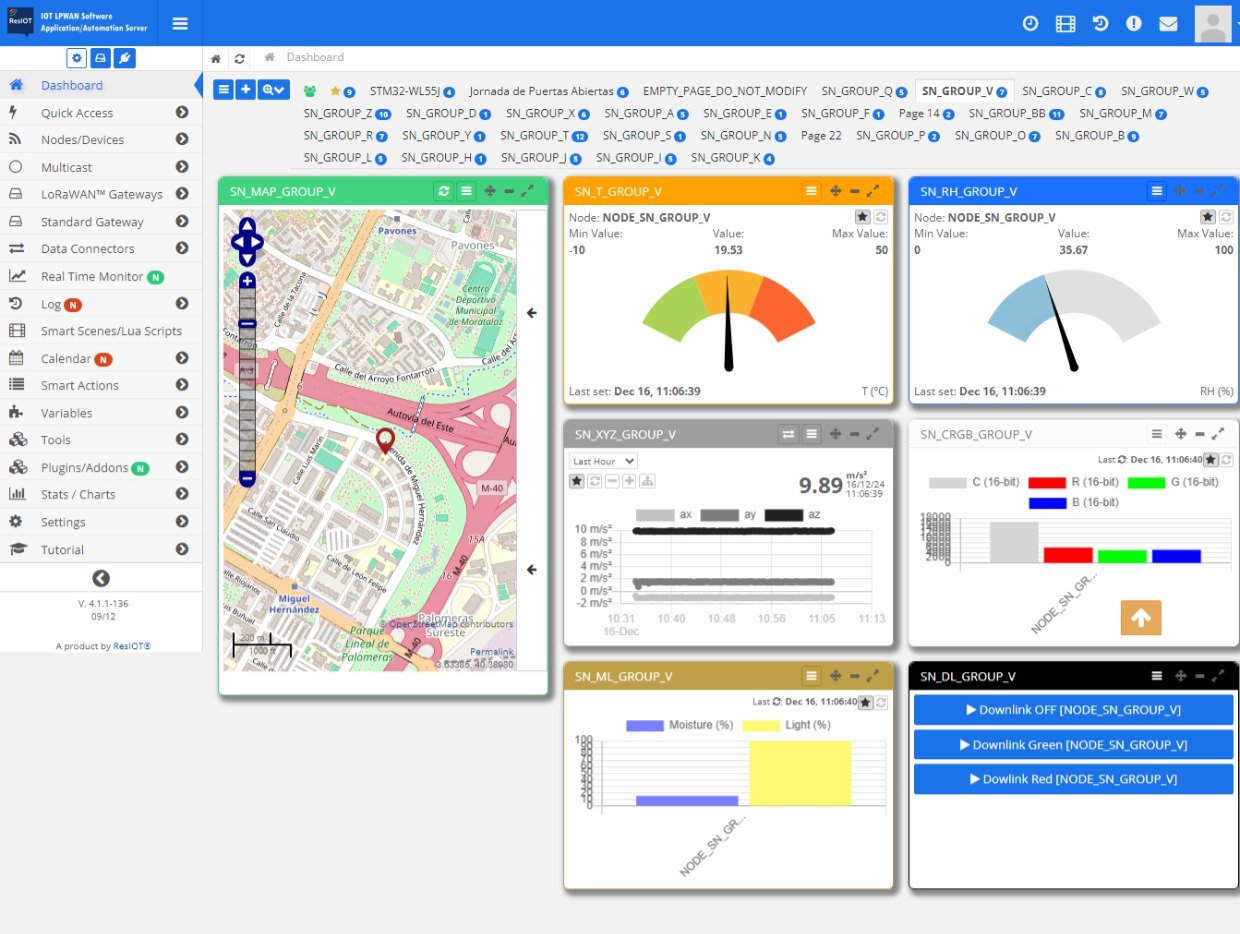 ResIOT
IOT LPWAN Software
Application/Automation Server
Dashboard
Dashboard
Quick Access
Nodes/Devices
Multicast
LoRaWAN™ Gateways
Standard Gateway
Data Connectors
Real Time Monitor N
Log N
Smart Scenes/Lua Scripts
Calendar N
Smart Actions
Variables
Tools
Plugins/Addons N
Stats / Charts
Settings
Tutorial
V. 4.1.1-136
09/12
A product by ResIOT®
9 STM32-WL55J 4 Jornada de Puertas Abiertas 6 EMPTY_PAGE_DO_NOT_MODIFY SN_GROUP_Q 5 SN_GROUP_V 7 SN_GROUP_C 8 SN_GROUP_W 5
SN_GROUP_Z 10 SN_GROUP_D 1 SN_GROUP_X 6 SN_GROUP_A 5 SN_GROUP_E 1 SN_GROUP_F 1 Page 14 2 SN_GROUP_BB 11 SN_GROUP_M 7
SN_GROUP_R 7 SN_GROUP_Y 1 SN_GROUP_T 12 SN_GROUP_S 1 SN_GROUP_N 5 Page 22 SN_GROUP_P 2 SN_GROUP_O 7 SN_GROUP_B 9
SN_GROUP_L 5 SN_GROUP_H 1 SN_GROUP_J 5 SN_GROUP_I 5 SN_GROUP_K 4
SN_MAP_GROUP_V
Pavones
Pavones
Calle de la Tacona
Centro
Deportivo
Municipal
de Moratalaz
Fontarrón
Calle del Arroyo Fontarrón
A-3
Autovía del Este
Calle Luis Marín
Avenida de Miguel Hernández
M-40
Calle San Claudio
15A
Calle de León Felipe
M-40
16
Miguel
Hernández
Palomeras
Sureste
Parque
Lineal de
Palomeras
M-40
© OpenStreetMap contributors
200 m
1000 ft
Permalink
SN_T_GROUP_V
Node: NODE_SN_GROUP_V
Min Value: Value: Max Value:
-10 19.53 50
Last set: Dec 16, 11:06:39 T (°C)
SN_RH_GROUP_V
Node: NODE_SN_GROUP_V
Min Value: Value: Max Value:
0 35.67 100
Last set: Dec 16, 11:06:39 RH (%)
SN_XYZ_GROUP_V
Last Hour
9.89 m/s²
16/12/24
11:06:39
ax ay az
10 m/s²
8 m/s²
6 m/s²
4 m/s²
2 m/s²
0 m/s²
-2 m/s²
10:31 10:40 10:48 10:56 11:05 11:13
16-Dec
SN_CRGB_GROUP_V
Last : Dec 16, 11:06:40
C (16-bit) R (16-bit) G (16-bit)
B (16-bit)
18000
2000
0
NODE_SN_GR...
SN_ML_GROUP_V
Last : Dec 16, 11:06:40
Moisture (%) Light (%)
100
90
80
70
60
50
40
30
20
10
0
NODE_SN_GR...
SN_DL_GROUP_V
Downlink OFF [NODE_SN_GROUP_V]
Downlink Green [NODE_SN_GROUP_V]
Dowlink Red [NODE_SN_GROUP_V]